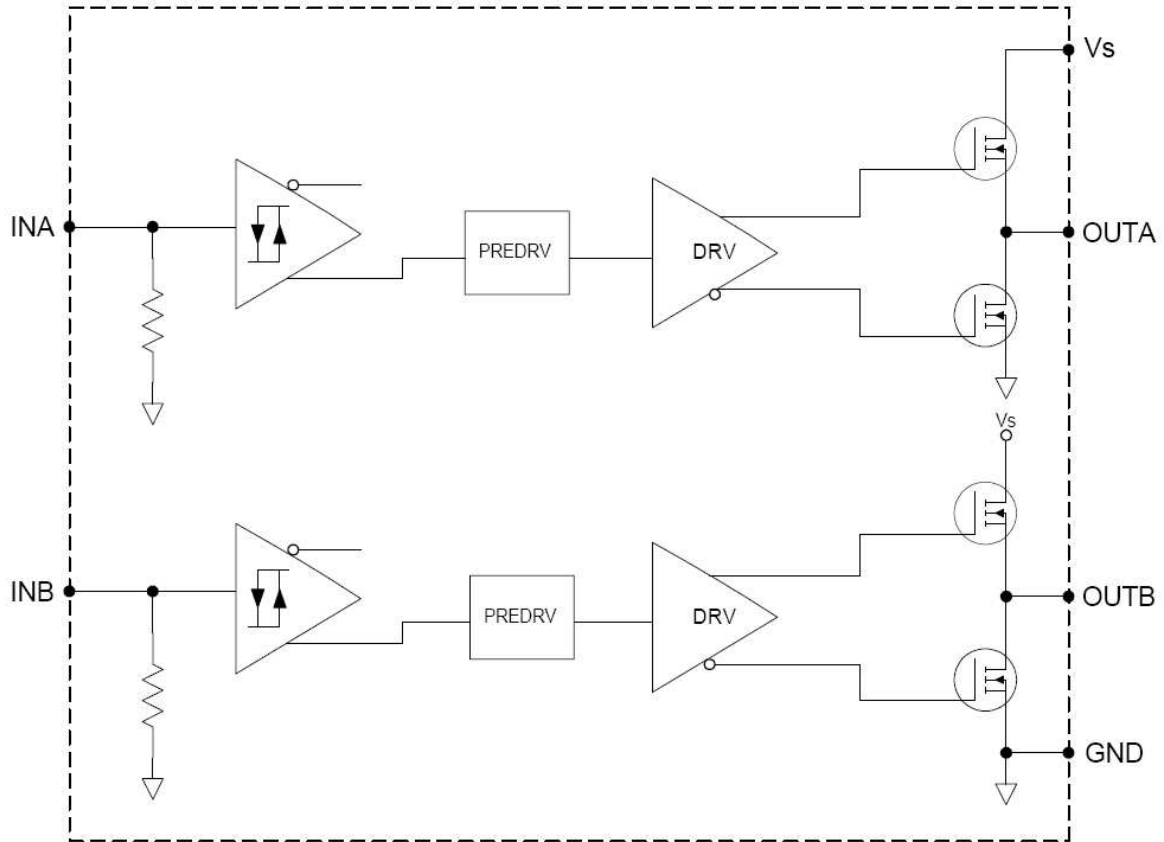 Vs
INA
PREDRV
DRV
OUTA
Vs
INB
PREDRV
DRV
OUTB
GND